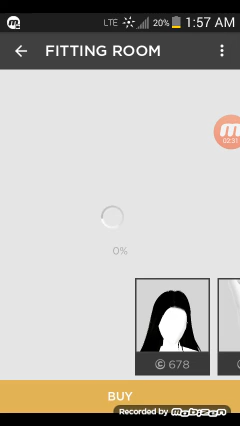 LTE 20% 1:57 AM
FITTING ROOM
m
02:51
0%
© 678
BUY
Recorded by mobizen